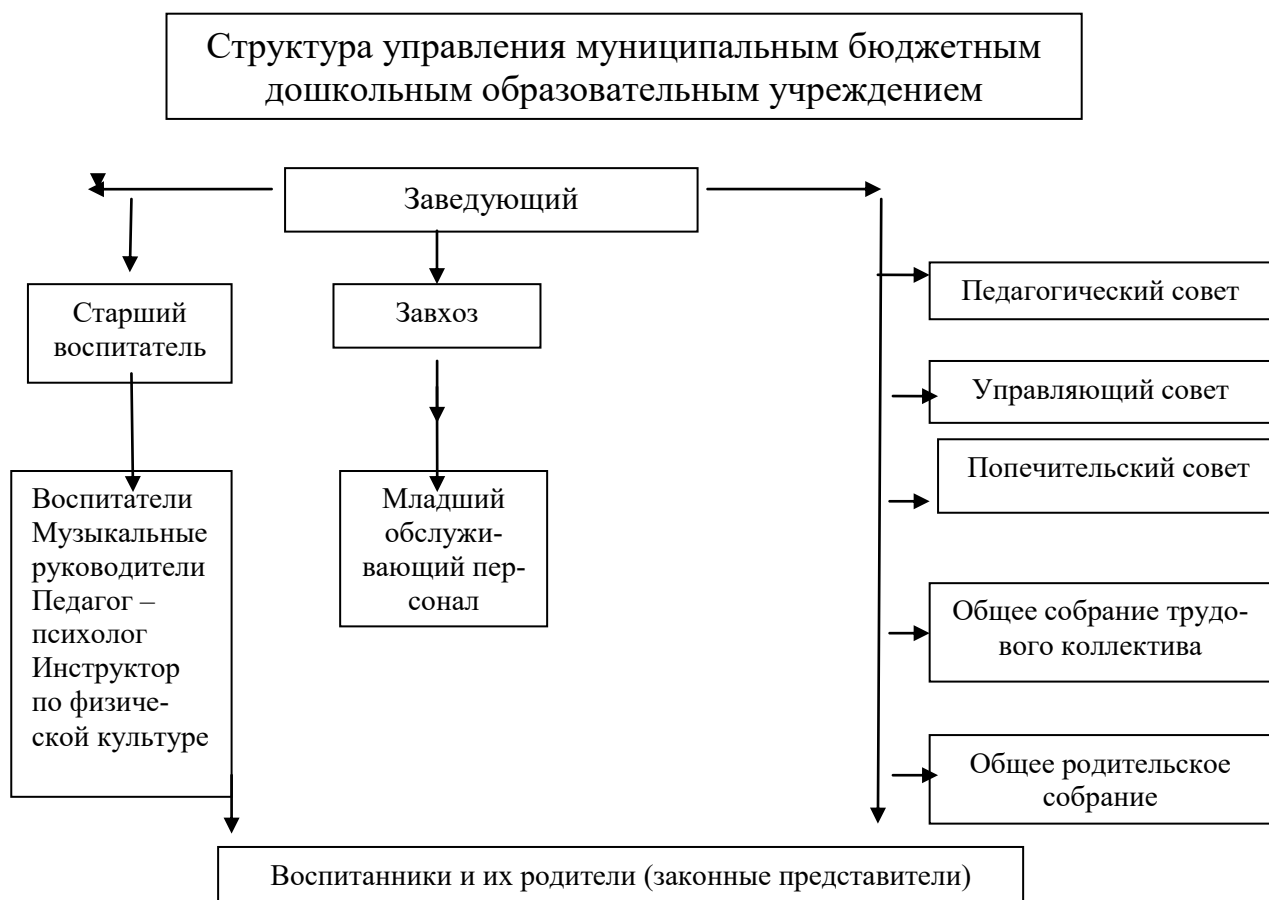 Структура управления муниципальным бюджетным
дошкольным образовательным учреждением
Заведующий
Старший
воспитатель
Завхоз
Педагогический совет
Управляющий совет
Попечительский совет
Воспитатели
Музыкальные
руководители
Педагог –
психолог
Инструктор
по физиче-
ской культуре
Младший
обслужи-
вающий пер-
сонал
Общее собрание трудо-
вого коллектива
Общее родительское
собрание
Воспитанники и их родители (законные представители)